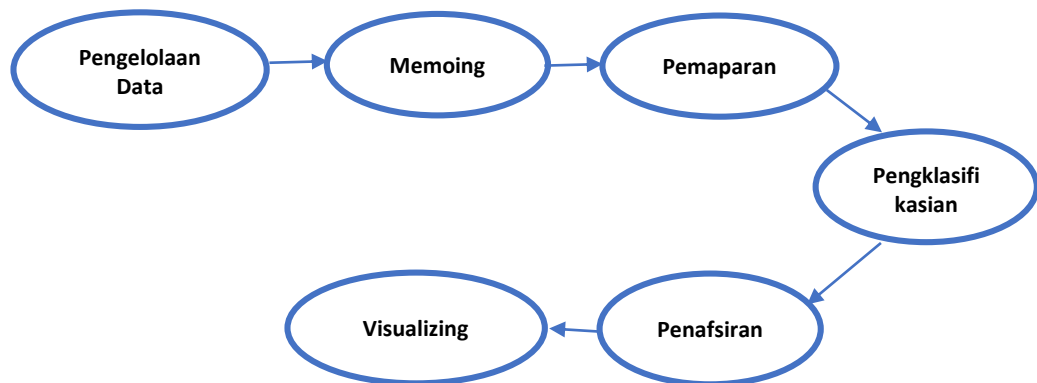 Pengelolaan
Data
Memoing
Pemaparan
Pengklasifi
kasian
Penafsiran
Visualizing